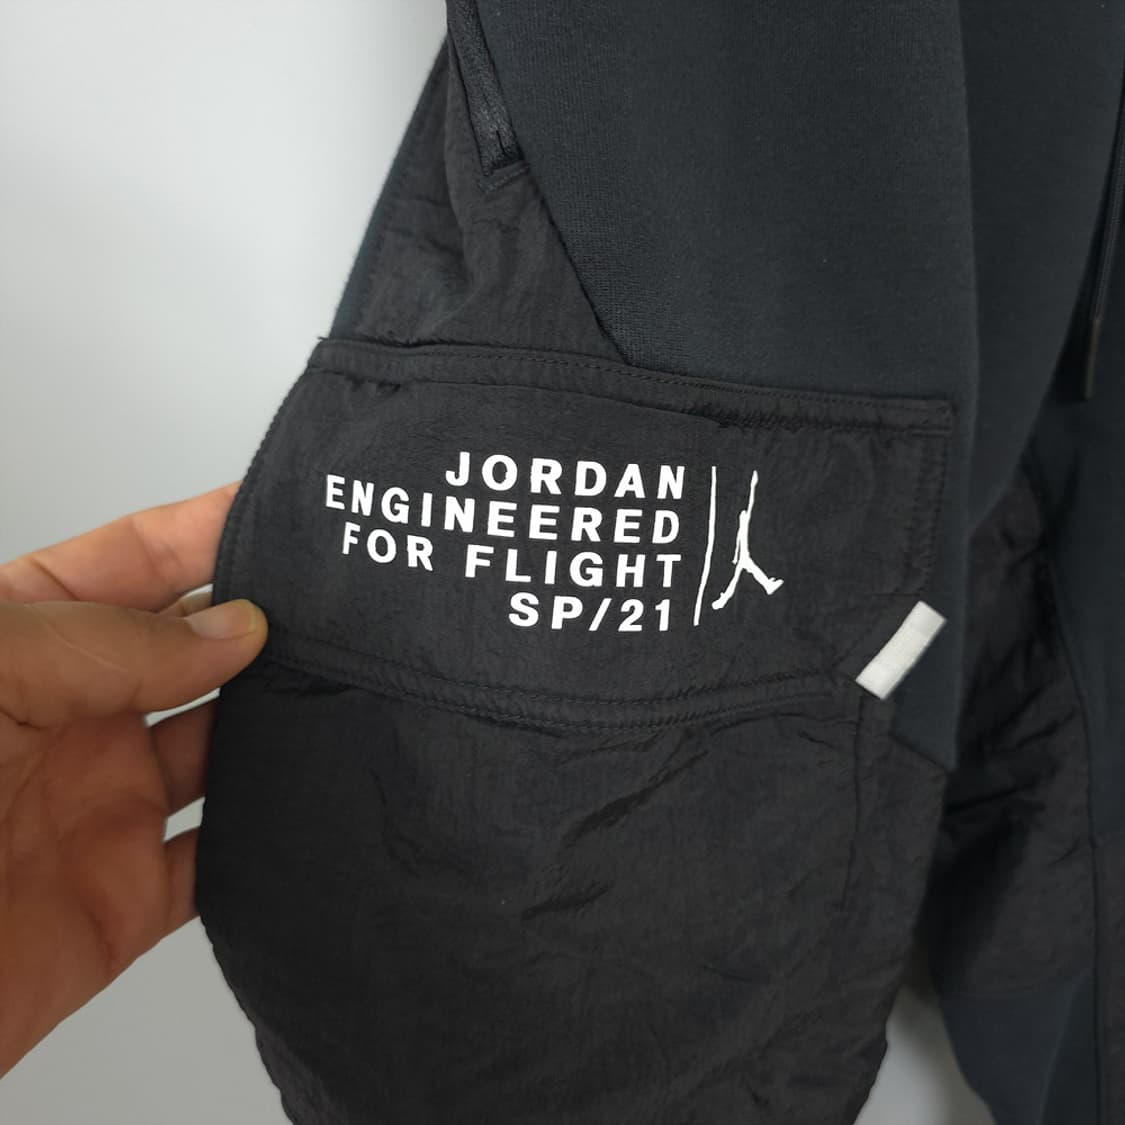 JORDAN
ENGINEERED
FOR FLIGHT
SP/21